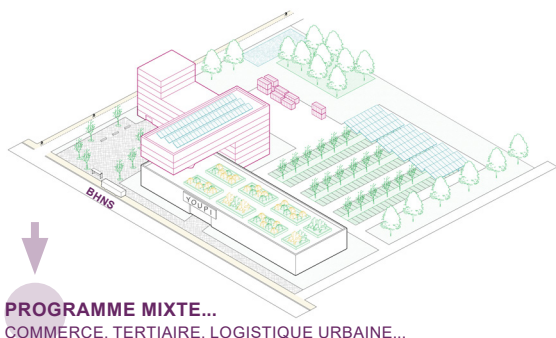 YOUPI
BHNS
PROGRAMME MIXTE...
COMMERCE, TERTIAIRE, LOGISTIQUE URBAINE...